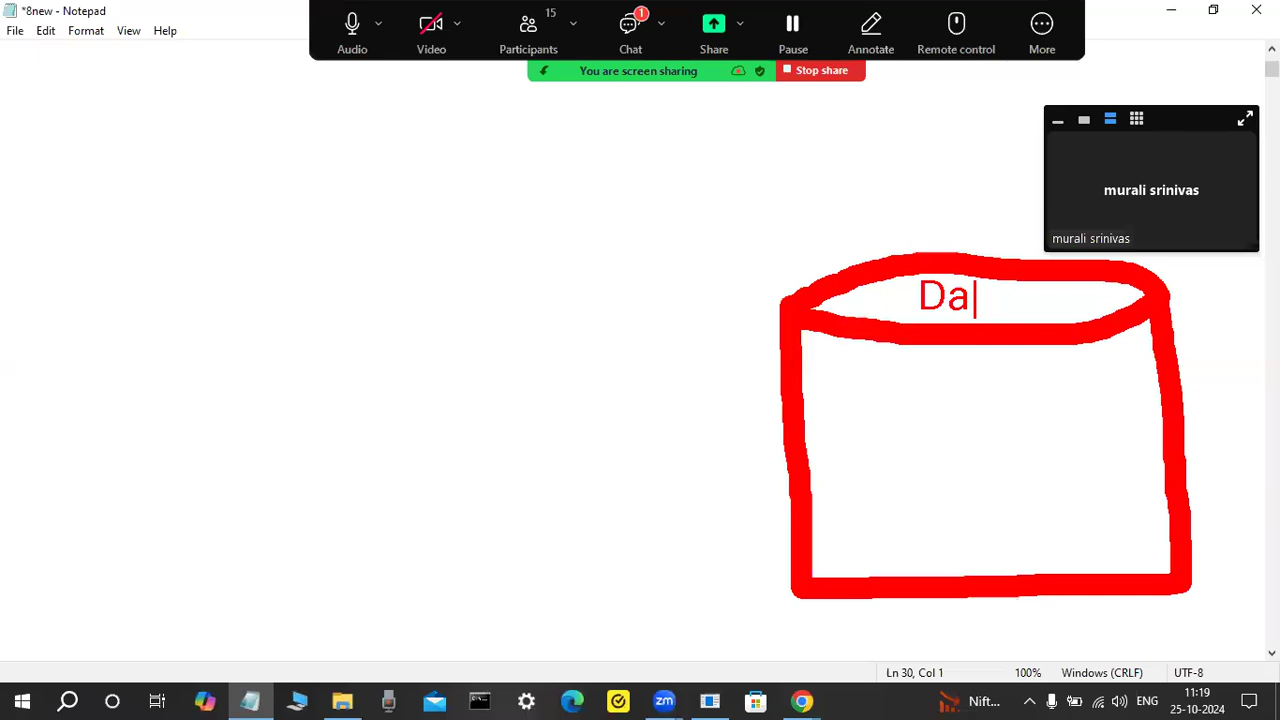 *8new - Notepad
File Edit Format View Help
15
1
Audio Video Participants Chat Share Pause Annotate Remote control More
You are screen sharing Stop share
murali srinivas
murali srinivas
Da
Ln 30, Col 1 100% Windows (CRLF) UTF-8
zm Nift... ENG 11:19
25-10-2024